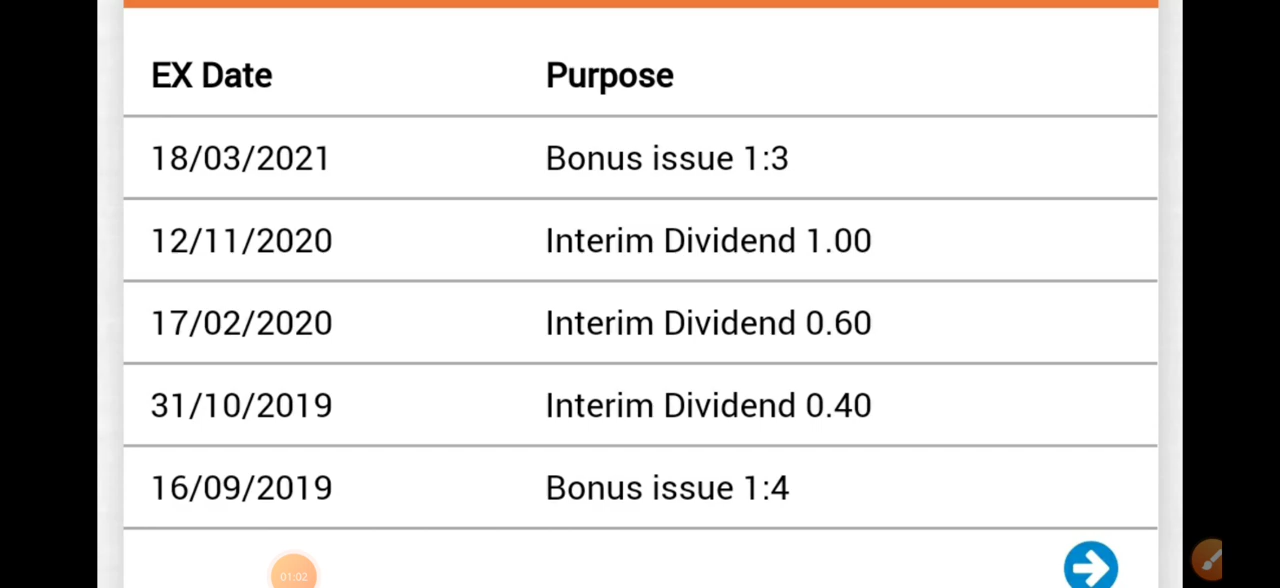 EX Date Purpose
18/03/2021 Bonus issue 1:3
12/11/2020 Interim Dividend 1.00
17/02/2020 Interim Dividend 0.60
31/10/2019 Interim Dividend 0.40
16/09/2019 Bonus issue 1:4
01:02